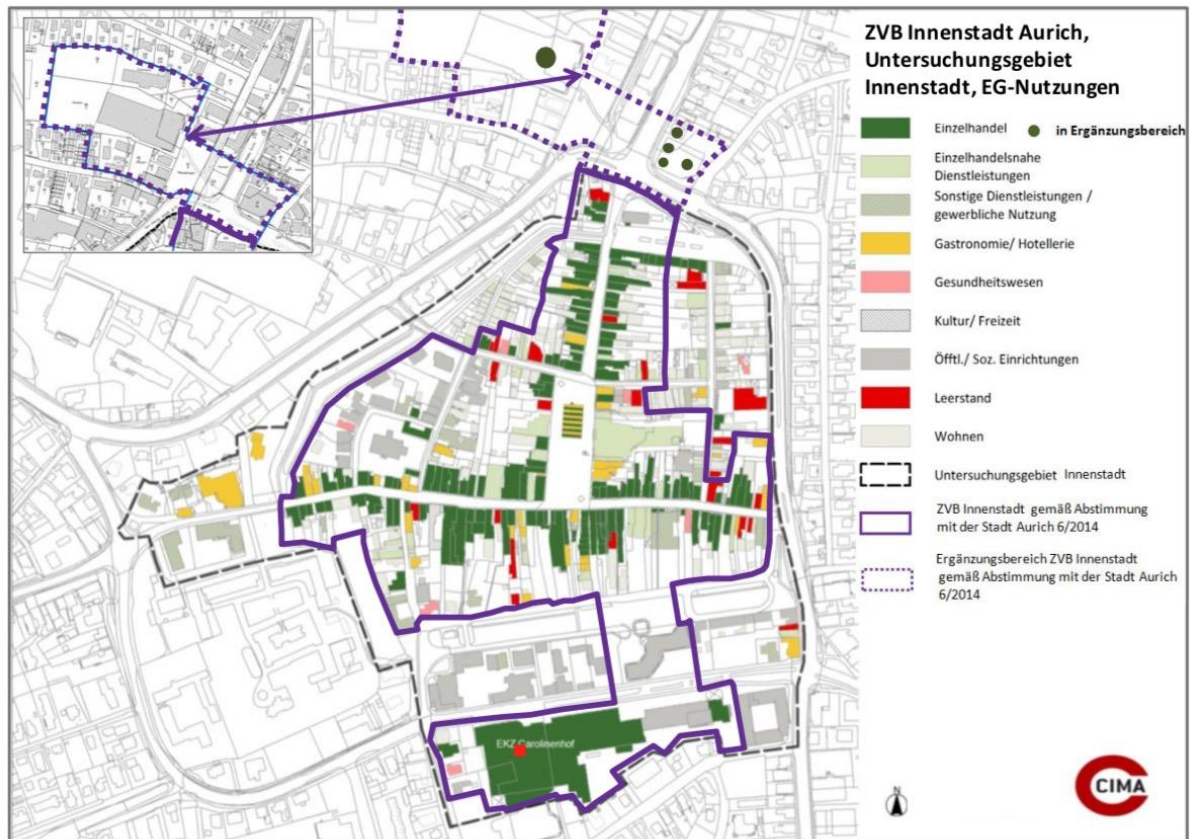 ZVB Innenstadt Aurich,
Untersuchungsgebiet
Innenstadt, EG-Nutzungen
Einzelhandel
in Ergänzungsbereich
Einzelhandelsnahe
Dienstleistungen
Sonstige Dienstleistungen /
gewerbliche Nutzung
Gastronomie/ Hotellerie
Gesundheitswesen
Kultur/ Freizeit
Öfftl./ Soz. Einrichtungen
Leerstand
Wohnen
Untersuchungsgebiet Innenstadt
ZVB Innenstadt gemäß Abstimmung
mit der Stadt Aurich 6/2014
Ergänzungsbereich ZVB Innenstadt
gemäß Abstimmung mit der Stadt Aurich
6/2014
EKZ Carolinenhof
CIMA